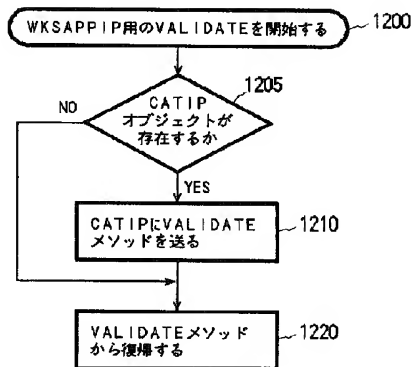 WKSAPPIP用のVALIDATEを開始する
1200
CATIP
オブジェクトが
存在するか
1205
NO
YES
CATIPにVALIDATE
メソッドを送る
1210
VALIDATEメソッド
から復帰する
1220